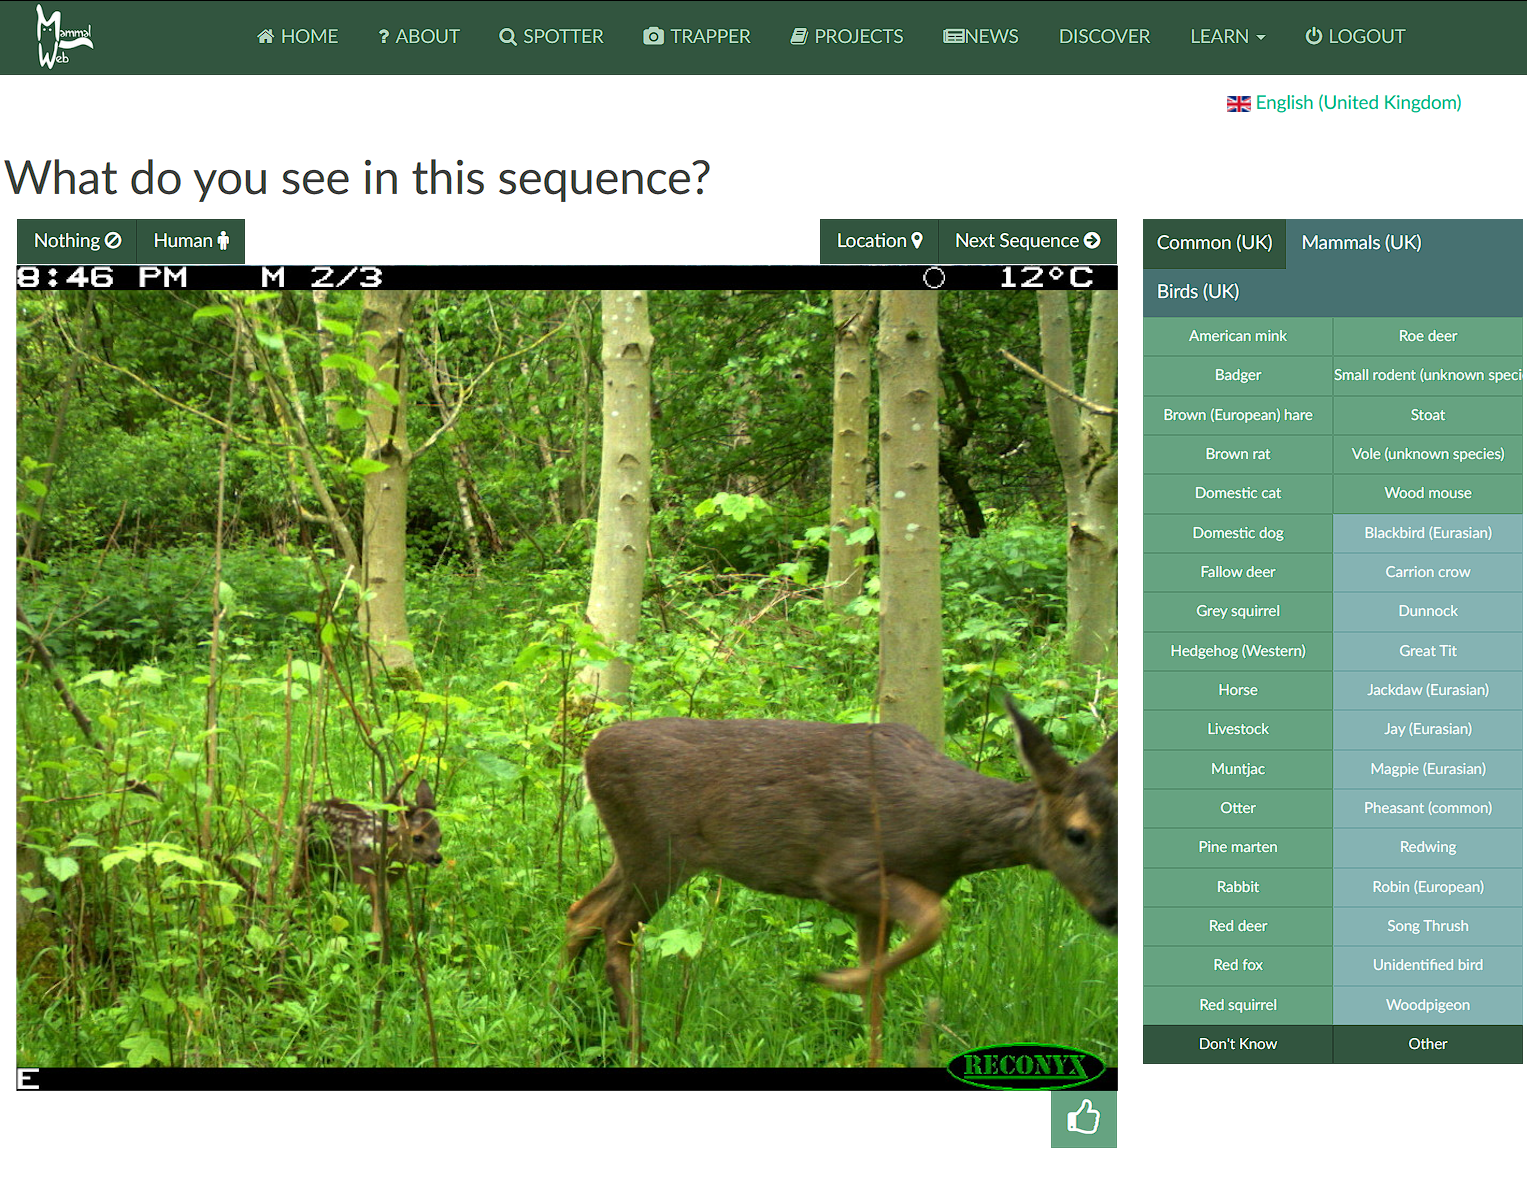 Mammal Web
HOME
? ABOUT
SPOTTER
TRAPPER
PROJECTS
NEWS
DISCOVER
LEARN
LOGOUT
English (United Kingdom)
What do you see in this sequence?
Nothing
Human
Location
Next Sequence
8:46 PM M 2/3 12°C
RECONYX
E
Common (UK)
Mammals (UK)
Birds (UK)
American mink
Roe deer
Badger
Small rodent (unknown speci
Brown (European) hare
Stoat
Brown rat
Vole (unknown species)
Domestic cat
Wood mouse
Domestic dog
Blackbird (Eurasian)
Fallow deer
Carrion crow
Grey squirrel
Dunnock
Hedgehog (Western)
Great Tit
Horse
Jackdaw (Eurasian)
Livestock
Jay (Eurasian)
Muntjac
Magpie (Eurasian)
Otter
Pheasant (common)
Pine marten
Redwing
Rabbit
Robin (European)
Red deer
Song Thrush
Red fox
Unidentified bird
Red squirrel
Woodpigeon
Don't Know
Other